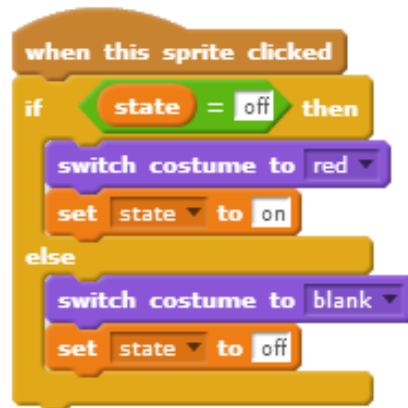 when this sprite clicked
if state = off then
switch costume to red
set state to on
else
switch costume to blank
set state to off